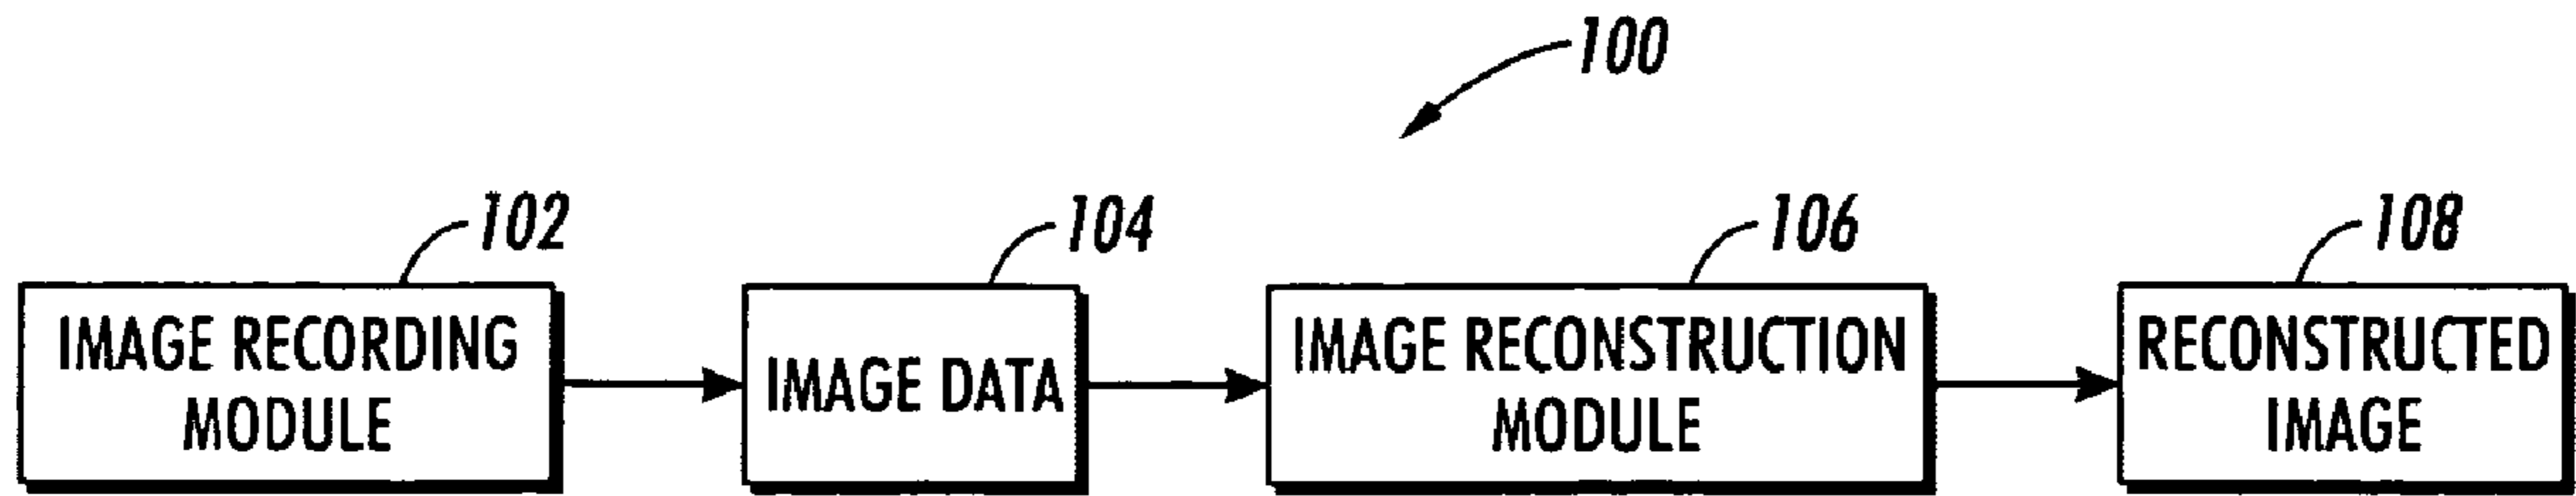 100
102
104
106
108
IMAGE RECORDING
MODULE
IMAGE DATA
IMAGE RECONSTRUCTION
MODULE
RECONSTRUCTED
IMAGE